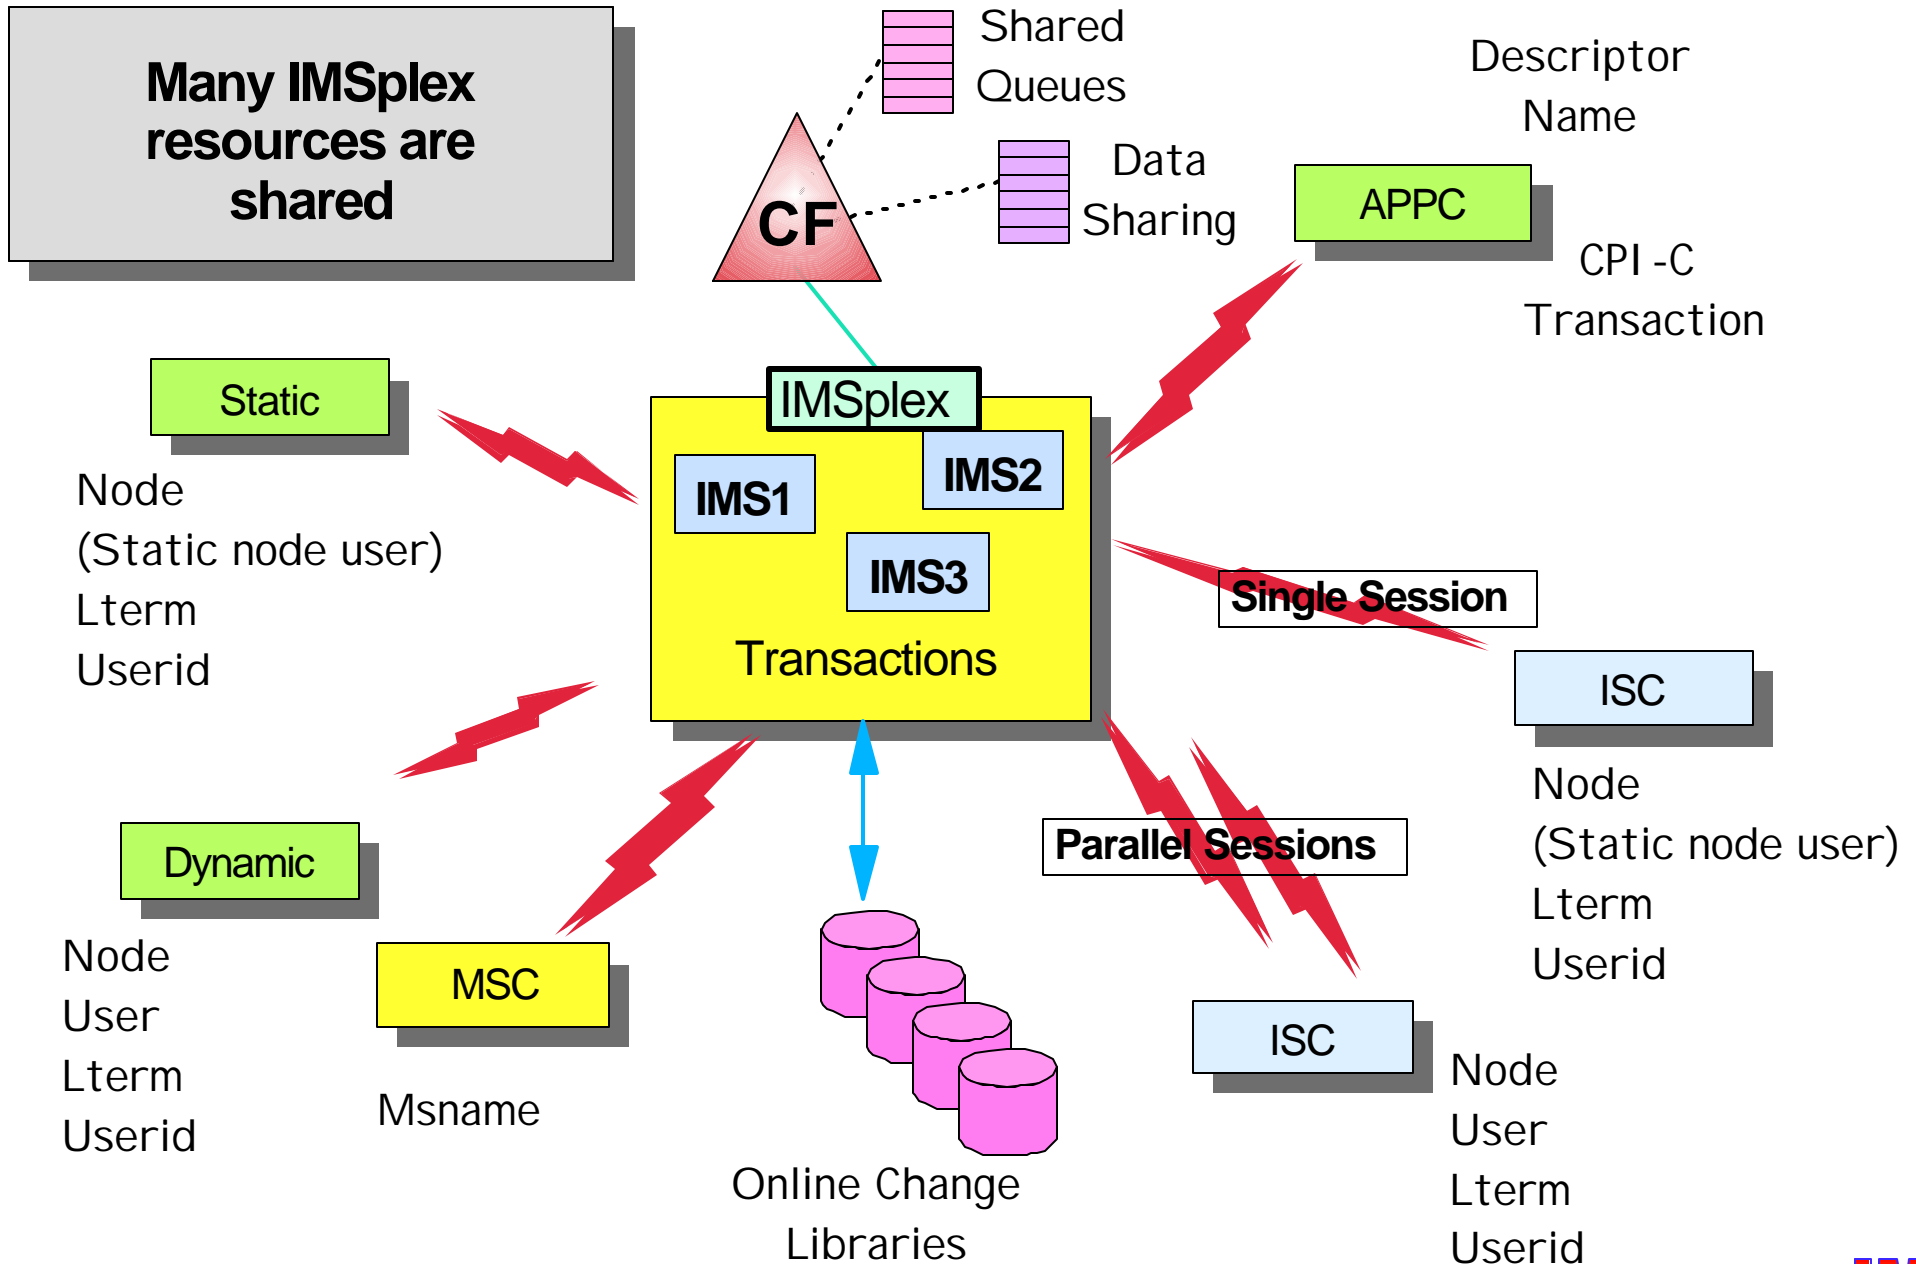 Many IMSplex
resources are
shared
Shared
Queues
Data
Sharing
CF
Descriptor
Name
APPC
CPI-C
Transaction
Static
Node
(Static node user)
Lterm
Userid
IMSplex
IMS1
IMS2
IMS3
Transactions
Single Session
ISC
Node
(Static node user)
Lterm
Userid
Dynamic
Node
User
Lterm
Userid
MSC
Msname
Parallel Sessions
ISC
Node
User
Lterm
Userid
Online Change
Libraries